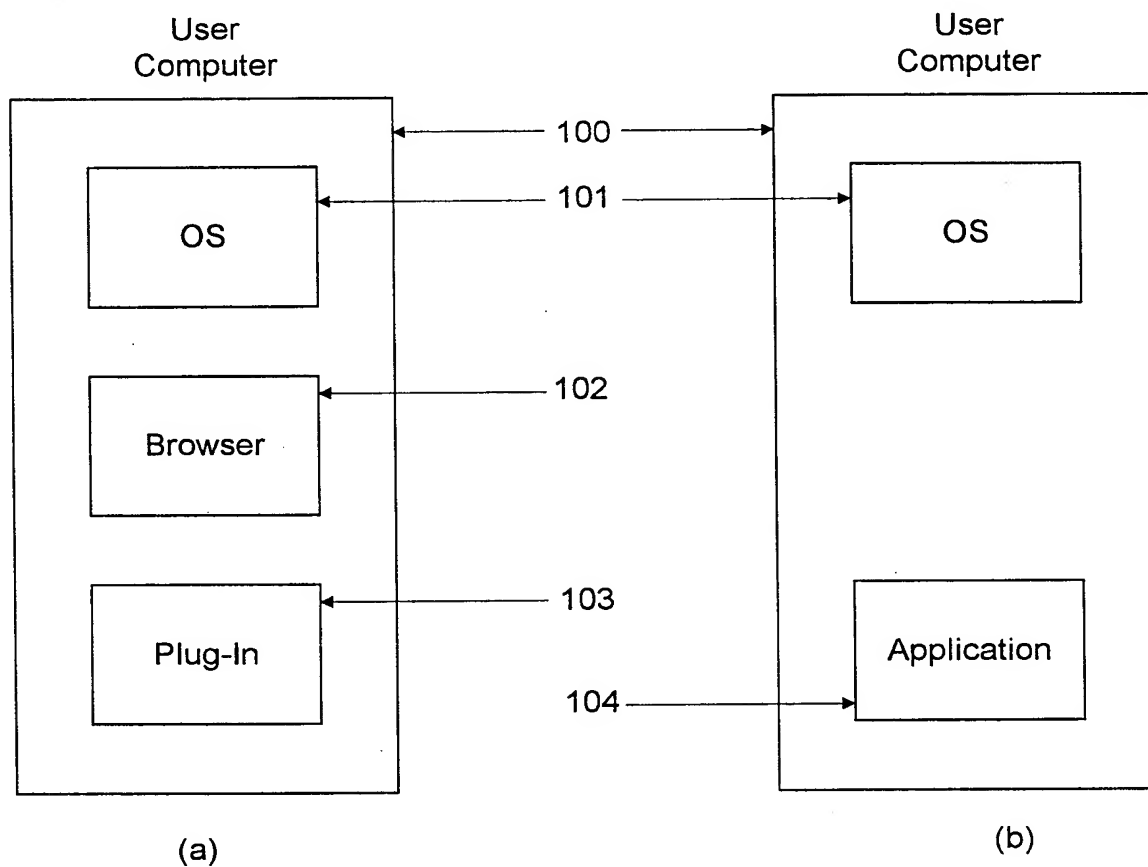 User
Computer
User
Computer
100
101
OS
OS
102
Browser
103
Plug-In
Application
104
(a)
(b)